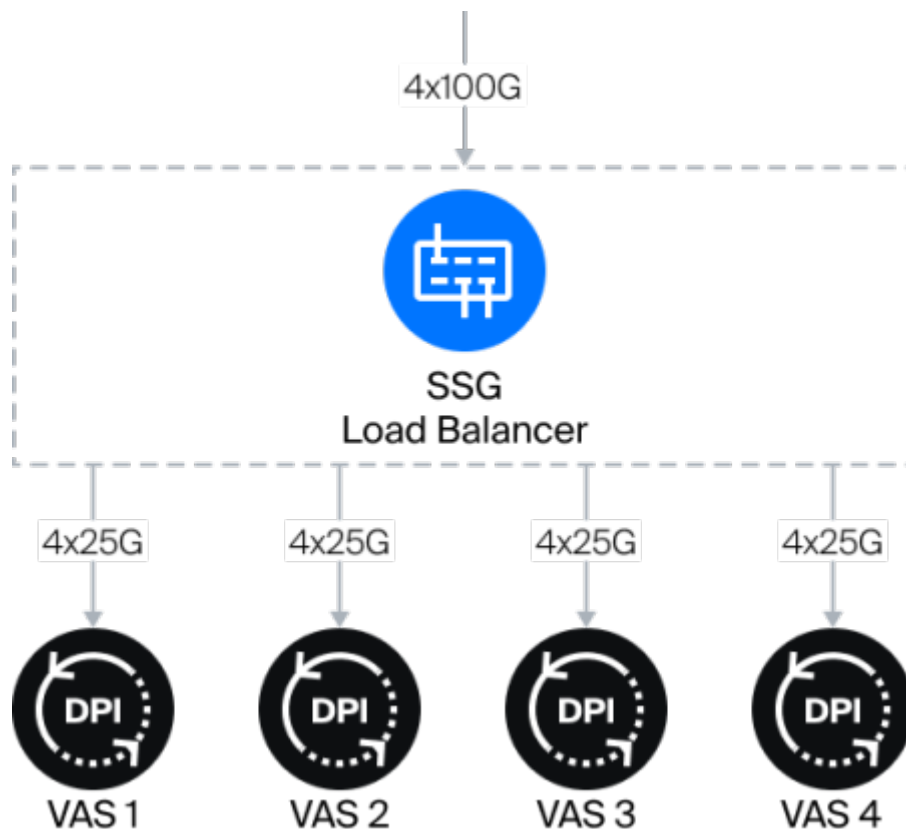 4x100G
SSG
Load Balancer
4x25G
4x25G
4x25G
4x25G
DPI
DPI
DPI
DPI
VAS 1
VAS 2
VAS 3
VAS 4